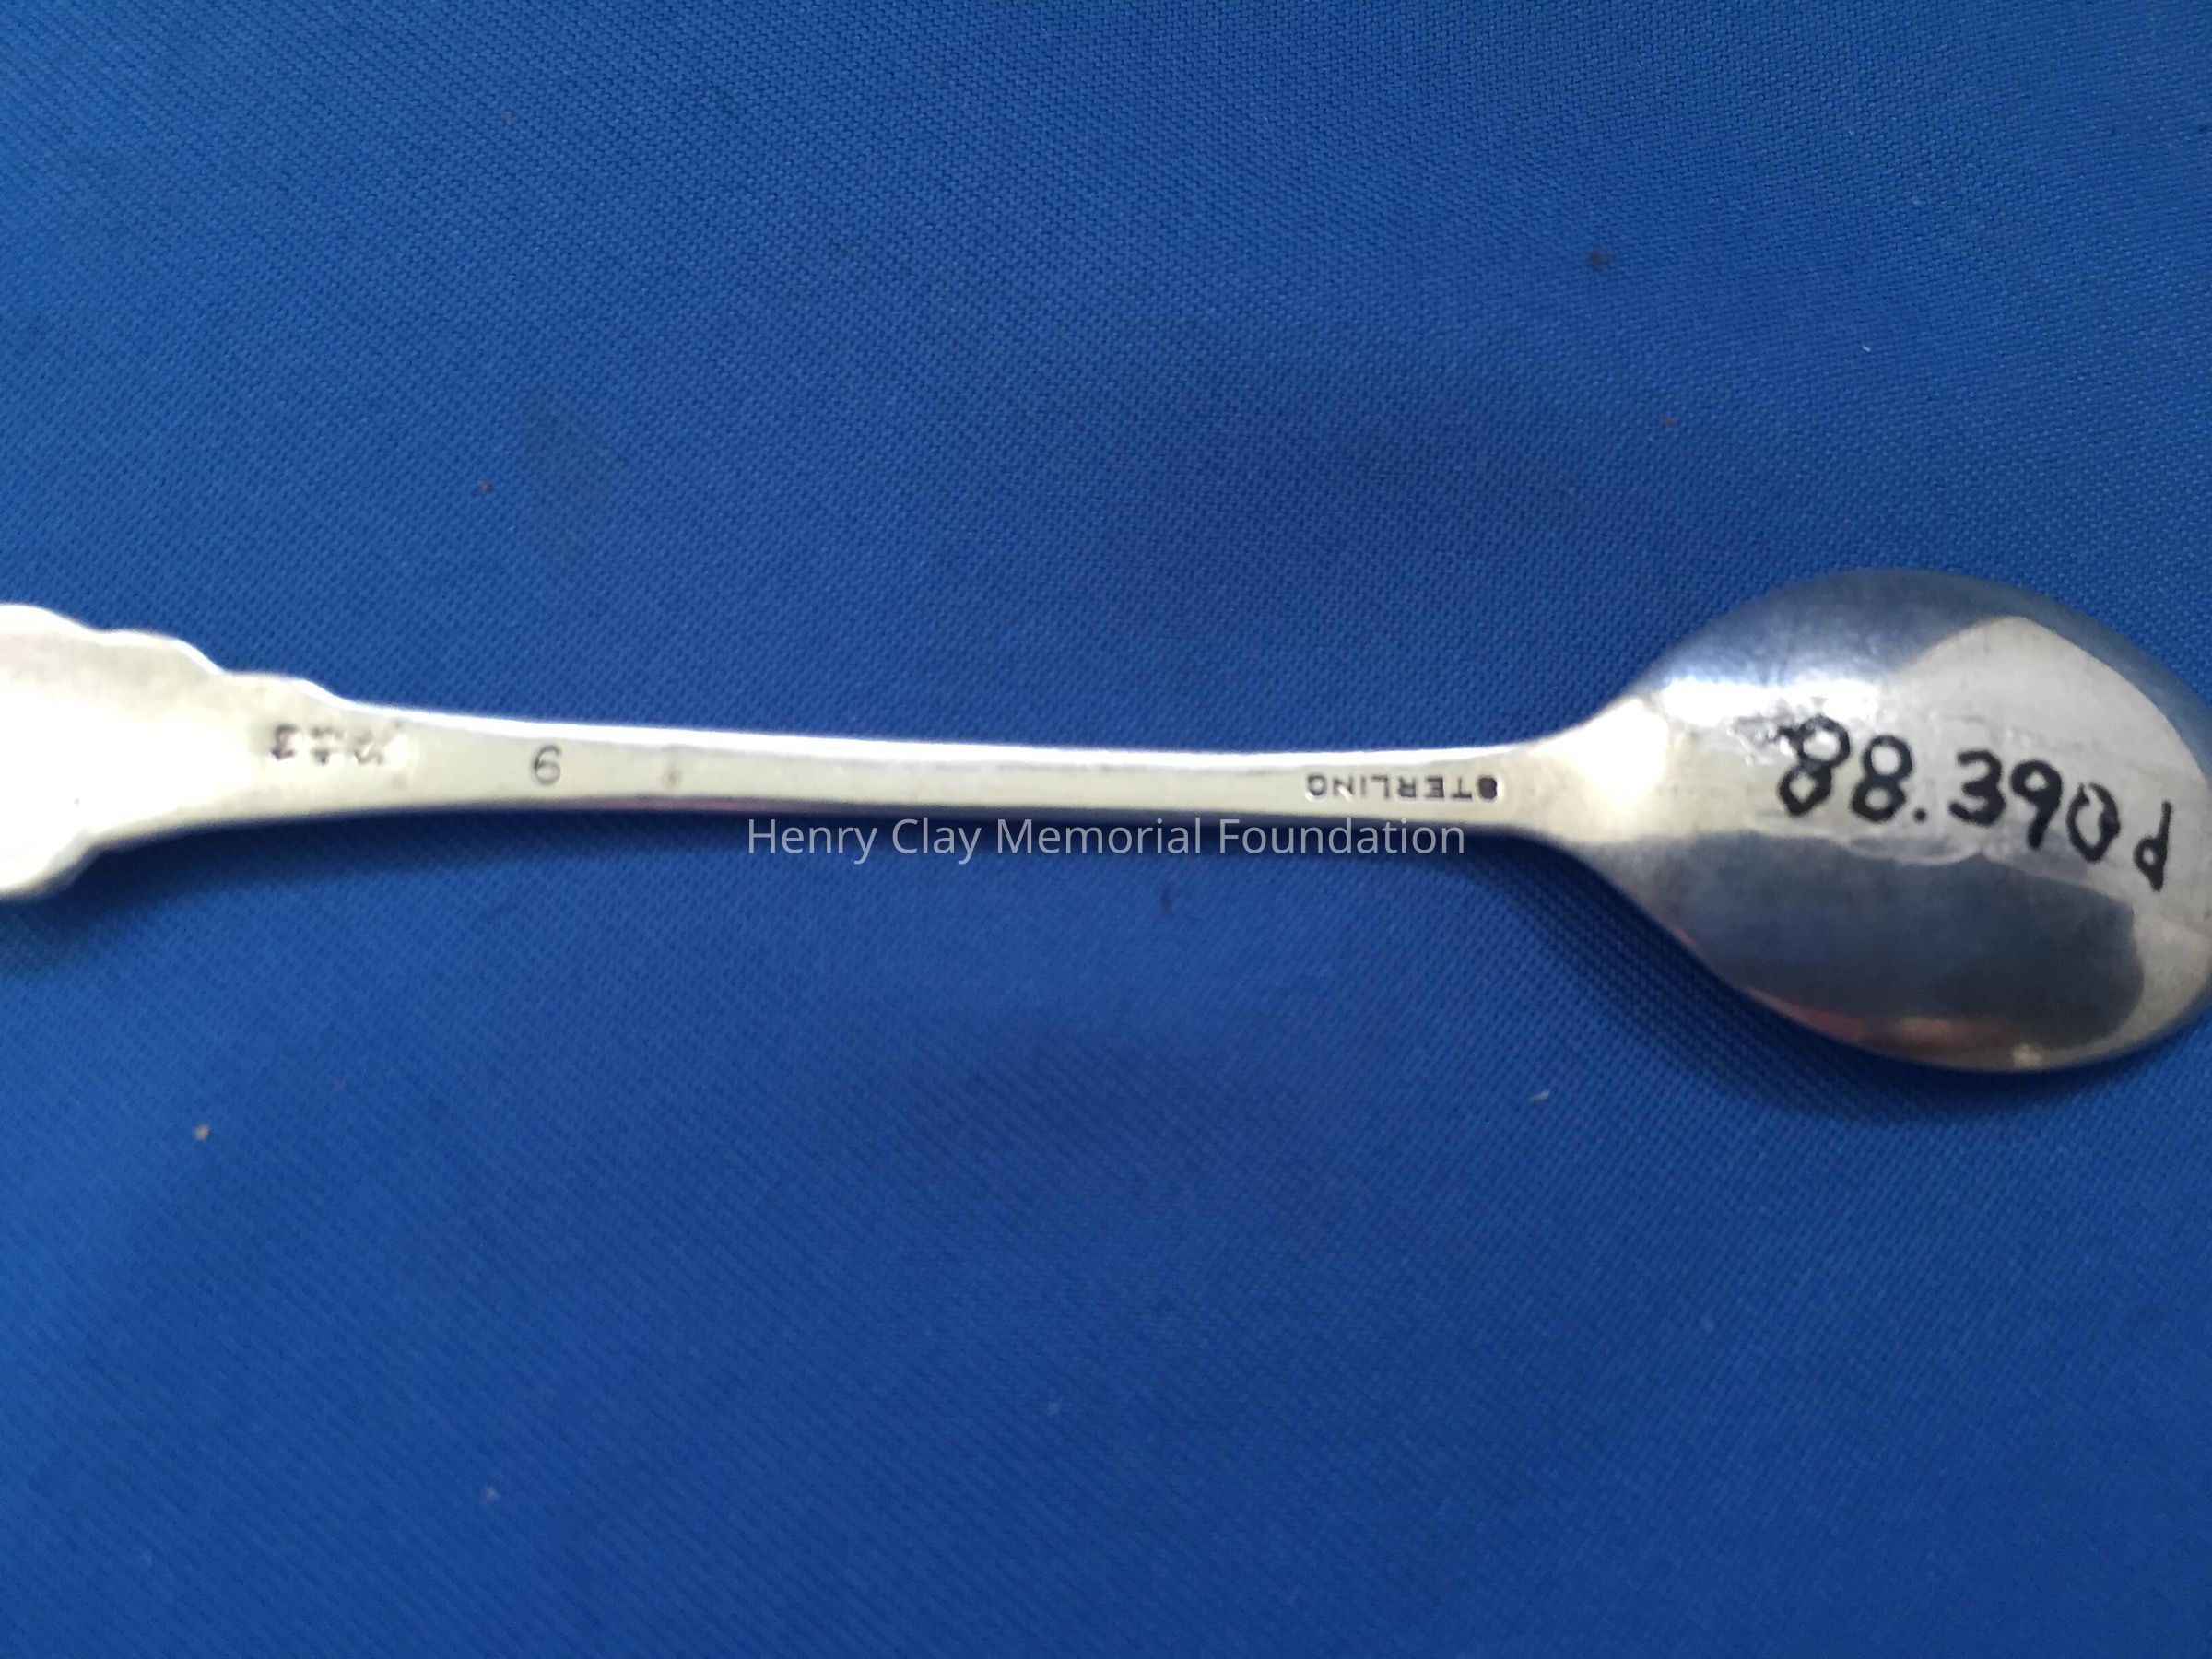 6
STERLING
88.390d
Henry Clay Memorial Foundation